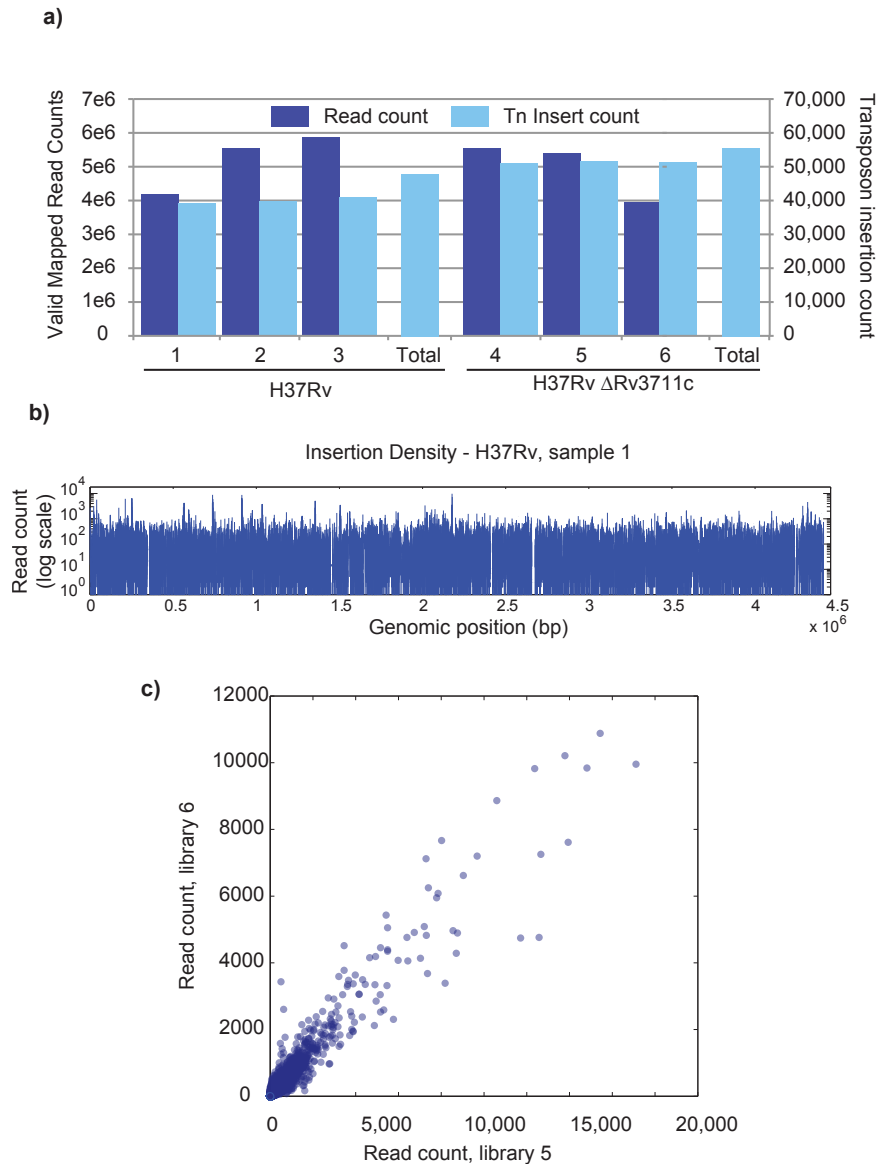 a)
Read count
Tn Insert count
Valid Mapped Read Counts
7e6
6e6
5e6
4e6
3e6
2e6
1e6
0
70,000
60,000
50,000
40,000
30,000
20,000
10,000
0
Transposon insertion count
1 2 3 Total 4 5 6 Total
H37Rv
H37Rv ΔRv3711c
b)
Insertion Density - H37Rv, sample 1
Read count
(log scale)
10^4
10^3
10^2
10^1
10^0
0 0.5 1 1.5 2 2.5 3 3.5 4 4.5
Genomic position (bp)
x 10^6
c)
Read count, library 6
12000
10000
8000
6000
4000
2000
0
0 5,000 10,000 15,000 20,000
Read count, library 5